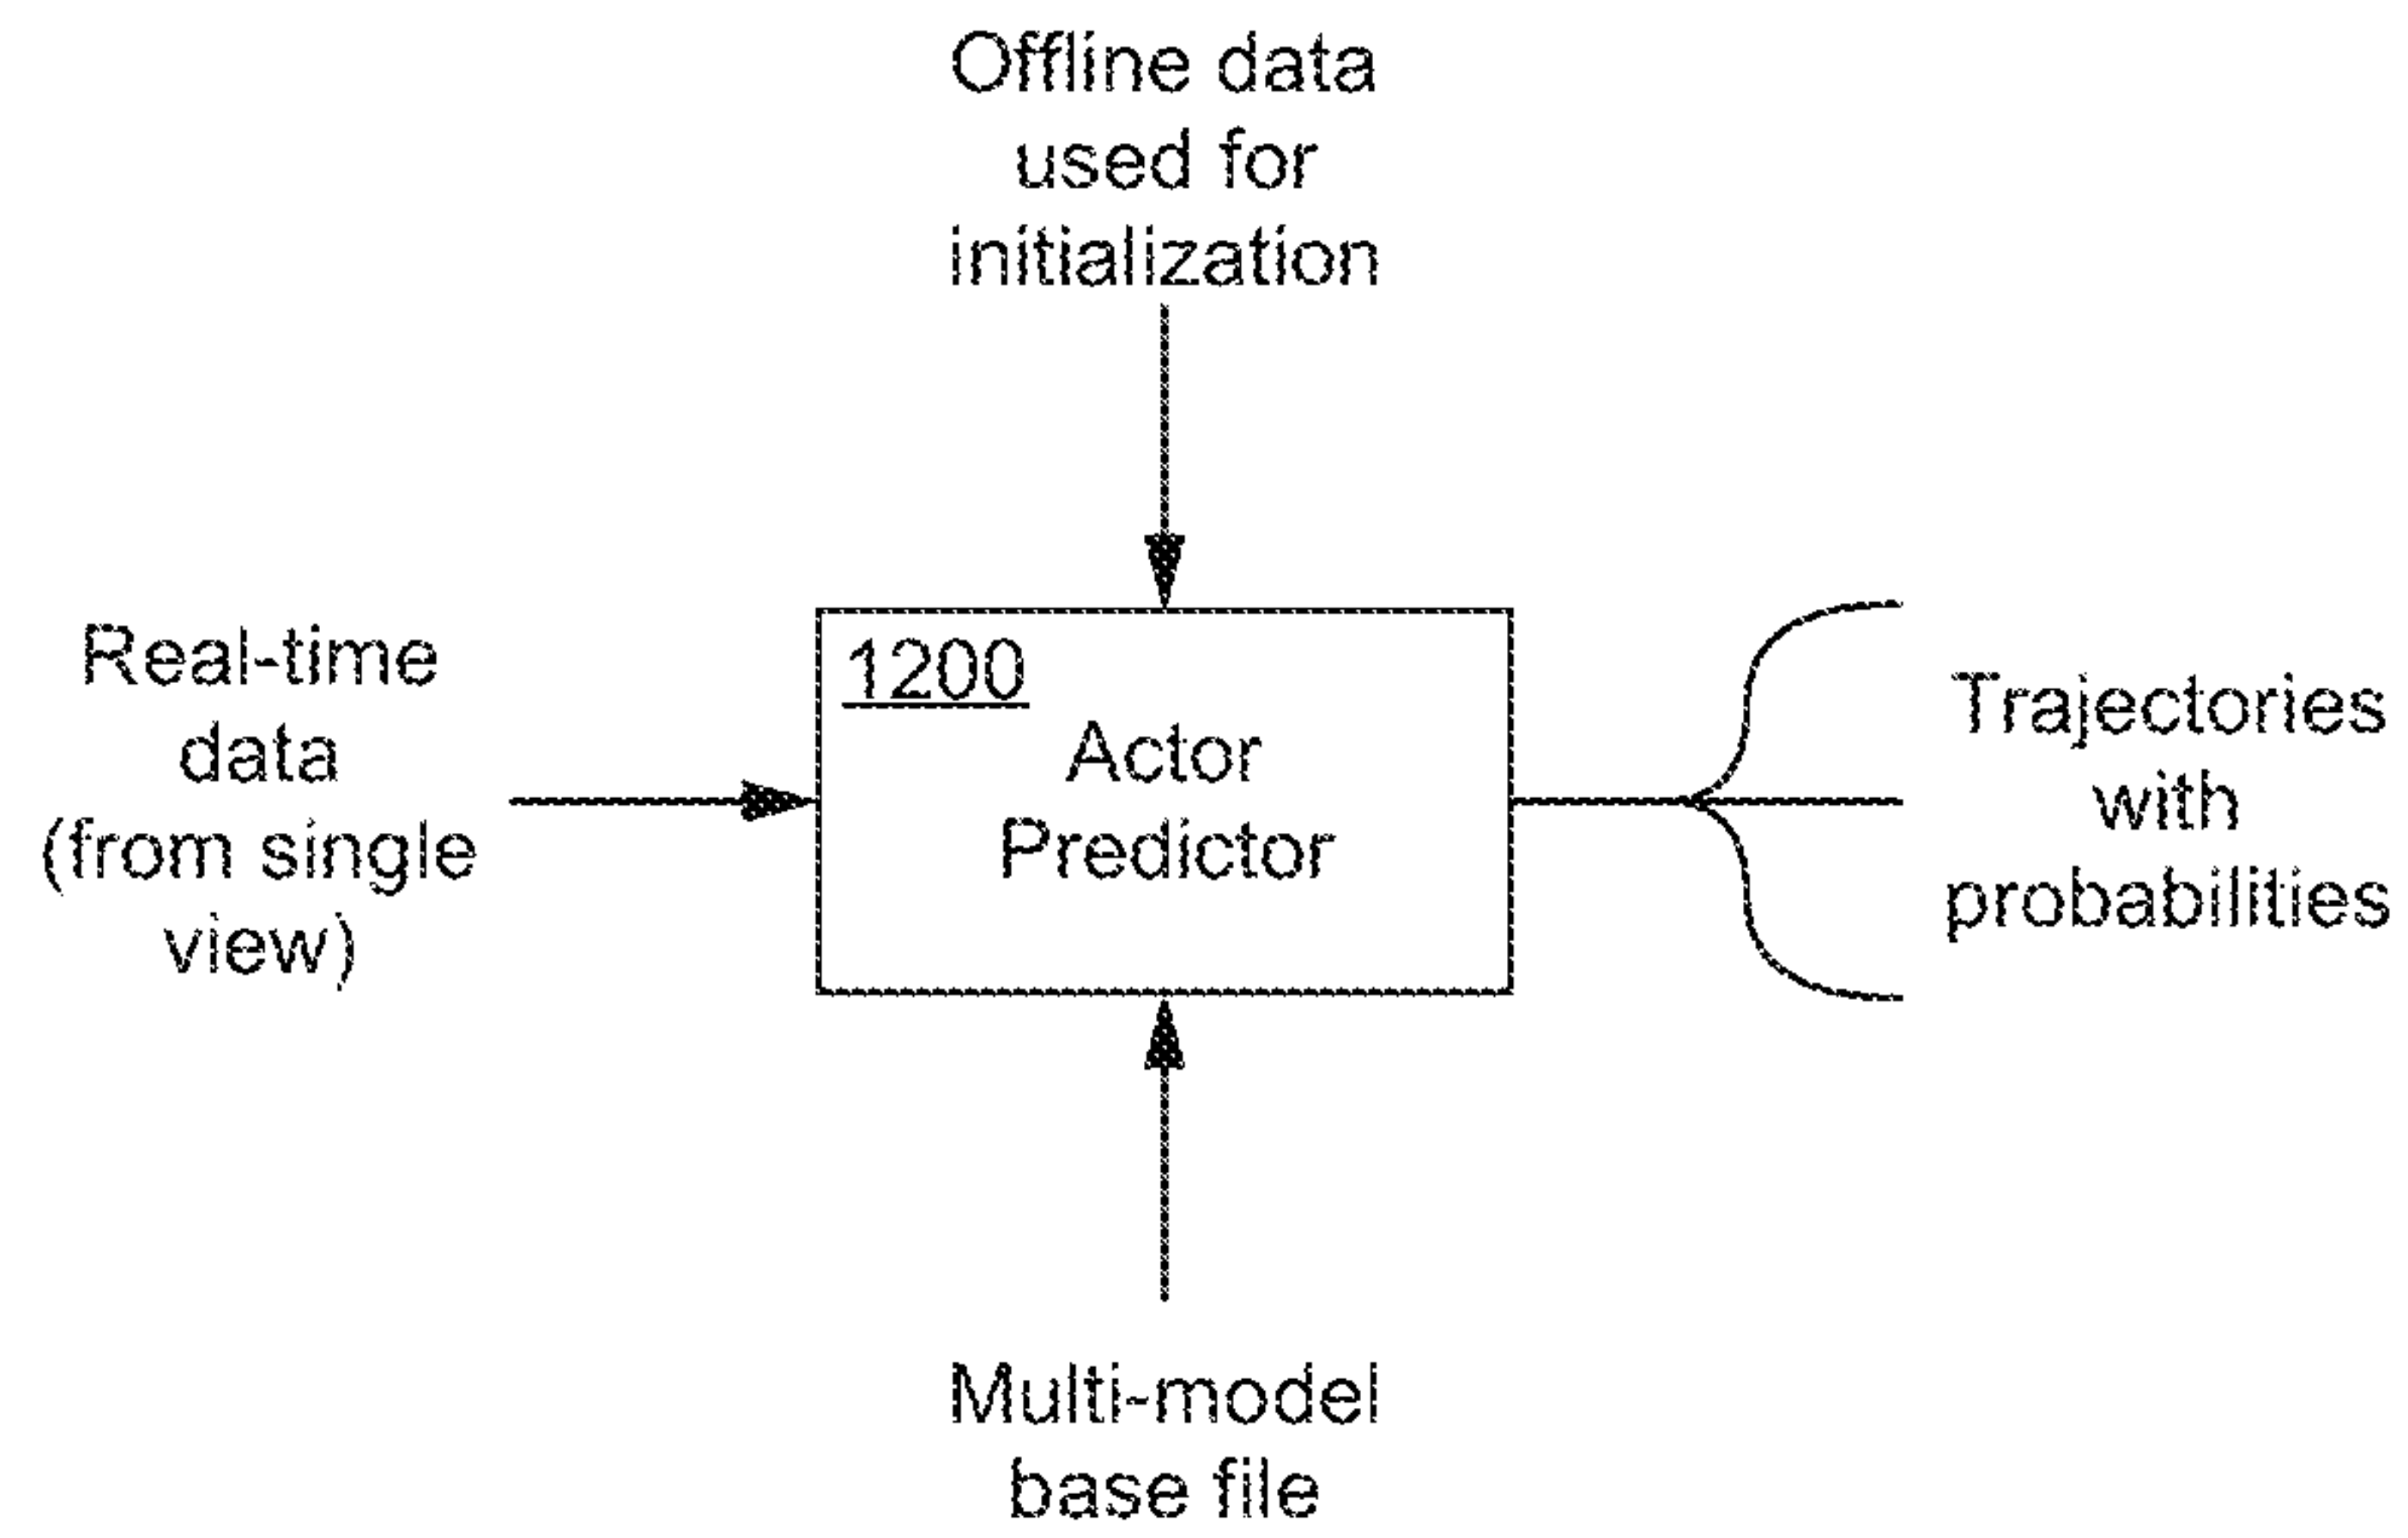 Offline data
used for
initialization
Real-time
data
(from single
view)
1200
Actor
Predictor
Trajectories
with
probabilities
Multi-model
base file